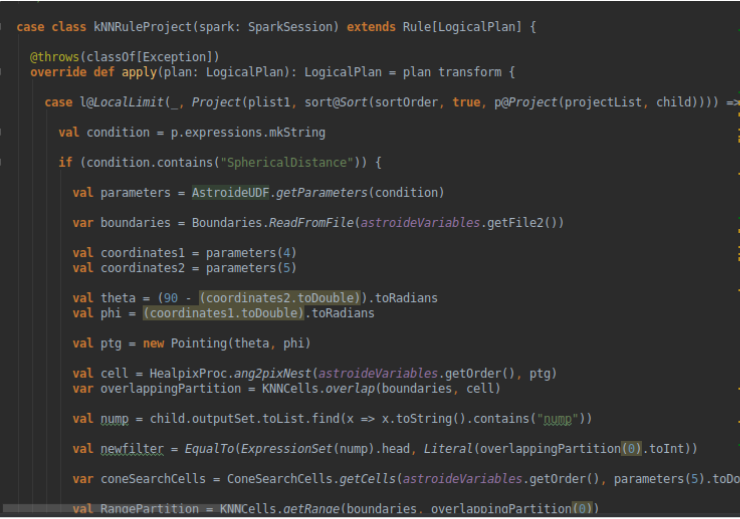 case class kNNRuleProject(spark: SparkSession) extends Rule[LogicalPlan] {
@throws(classOf[Exception])
override def apply(plan: LogicalPlan): LogicalPlan = plan transform {
case l@LocalLimit(_, Project(plist1, sort@Sort(sortOrder, true, p@Project(projectList, child)))) =>
val condition = p.expressions.mkString
if (condition.contains("SphericalDistance")) {
val parameters = AstroideUDF.getParameters(condition)
var boundaries = Boundaries.ReadFromFile(astroideVariables.getFile2())
val coordinates1 = parameters(4)
val coordinates2 = parameters(5)
val theta = (90 - (coordinates2.toDouble)).toRadians
val phi = (coordinates1.toDouble).toRadians
val ptg = new Pointing(theta, phi)
val cell = HealpixProc.ang2pixNest(astroideVariables.getOrder(), ptg)
var overlappingPartition = KNNCells.overlap(boundaries, cell)
val nump = child.outputSet.toList.find(x => x.toString().contains("nump"))
val newfilter = EqualTo(ExpressionSet(nump).head, Literal(overlappingPartition(0).toInt))
var coneSearchCells = ConeSearchCells.getCells(astroideVariables.getOrder(), parameters(5).toDo
val RangePartition = KNNCells.getRange(boundaries, overlappingPartition(0))